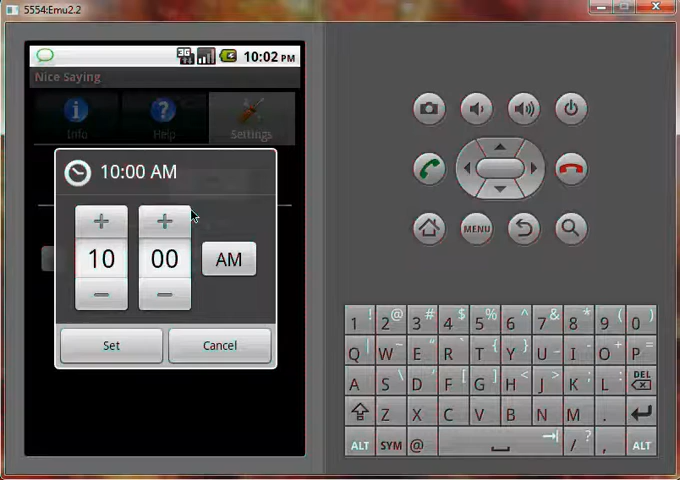 5554:Emu2.2
3G 10:02 PM
Nice Saying
Info Help Settings
10:00 AM
+ +
10 00 AM
− −
Set Cancel
MENU
1 ! 2 @ 3 # 4 $ 5 % 6 ^ 7 & 8 * 9 ( 0 )
Q | W ~ E " R ` T { Y } U _ I - O + P =
A S \ D ' F [ G ] H < J > K ; L : DEL
Z X C V B N M .
ALT SYM @ / ? , ALT